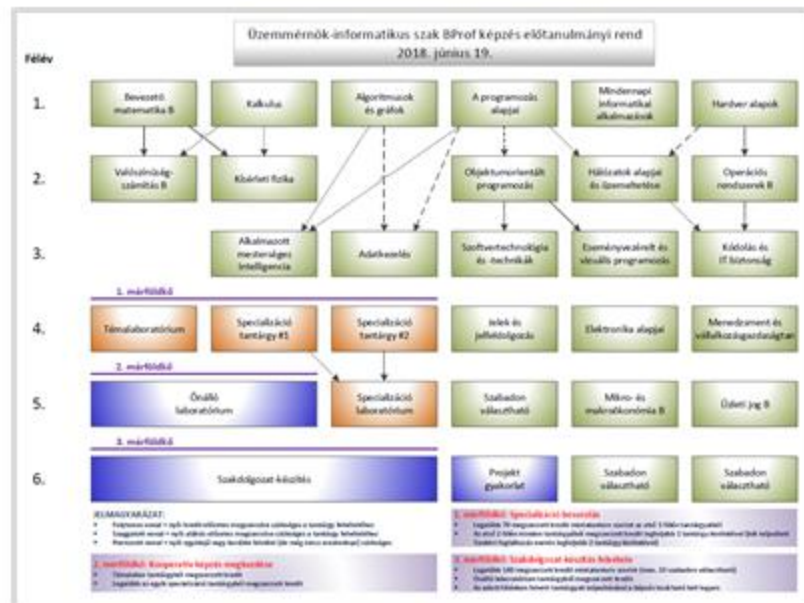 Üzemmérnök-informatikus szak BProf képzés előtanulmányi rend
2018. június 19.
Félév
1.
Bevezető
matematika B
Kalkulus
Algoritmusok
és gráfok
A programozás
alapjai
Mindennapi
informatikai
alkalmazások
Hardver alapok
2.
Valószínűség-
számítás B
Kísérleti fizika
Objektumorientált
programozás
Hálózatok alapjai
és üzemeltetése
Operációs
rendszerek B
3.
Alkalmazott
mesterséges
intelligencia
Adatkezelés
Szoftvertechnológia
és -technikák
Eseményvezérelt és
vizuális programozás
Kódolás és
IT biztonság
1. mérföldkő
4.
Témalaboratórium
Specializáció
tantárgy #1
Specializáció
tantárgy #2
Jelek és
jelfeldolgozás
Elektronika alapjai
Menedzsment és
vállalkozásgazdaságtan
2. mérföldkő
5.
Önálló
laboratórium
Specializáció
laboratórium
Szabadon
választható
Mikro- és
makroökonómia B
Üzleti jog B
3. mérföldkő
6.
Szakdolgozat-készítés
Projekt
gyakorlat
Szabadon
választható
Szabadon
választható
JELMAGYARÁZAT:
1. mérföldkő: Specializáció besorolás
2. mérföldkő: Kooperatív képzés megkezdése
3. mérföldkő: Szakdolgozat-készítés felvétele